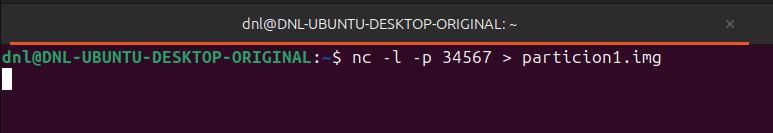 dnl@DNL-UBUNTU-DESKTOP-ORIGINAL: ~
dnl@DNL-UBUNTU-DESKTOP-ORIGINAL:~$ nc -l -p 34567 > particion1.img